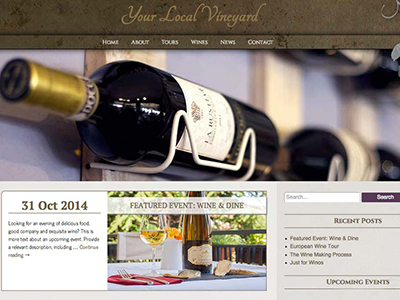 Your Local Vineyard
Home About Tours Wines News Contact
31 Oct 2014
Looking for an evening of delicious food,
good company and exquisite wine? This is
more text about an upcoming event. Provide
a relevant description, including … Continue
reading →
Featured Event: Wine & Dine
Search...
Search
Recent Posts
Featured Event: Wine & Dine
European Wine Tour
The Wine Making Process
Just for Winos
Upcoming Events